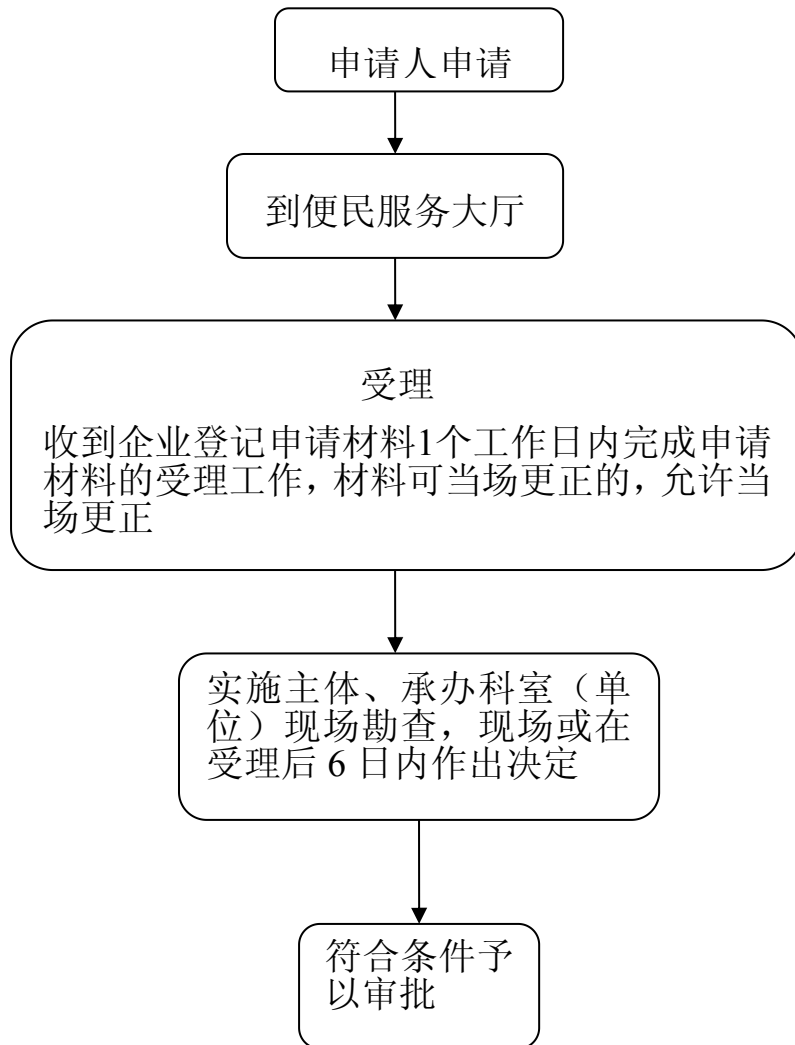 申请人申请
到便民服务大厅
受理
收到企业登记申请材料1个工作日内完成申请
材料的受理工作，材料可当场更正的，允许当
场更正
实施主体、承办科室（单
位）现场勘查，现场或在
受理后 6 日内作出决定
符合条件予
以审批